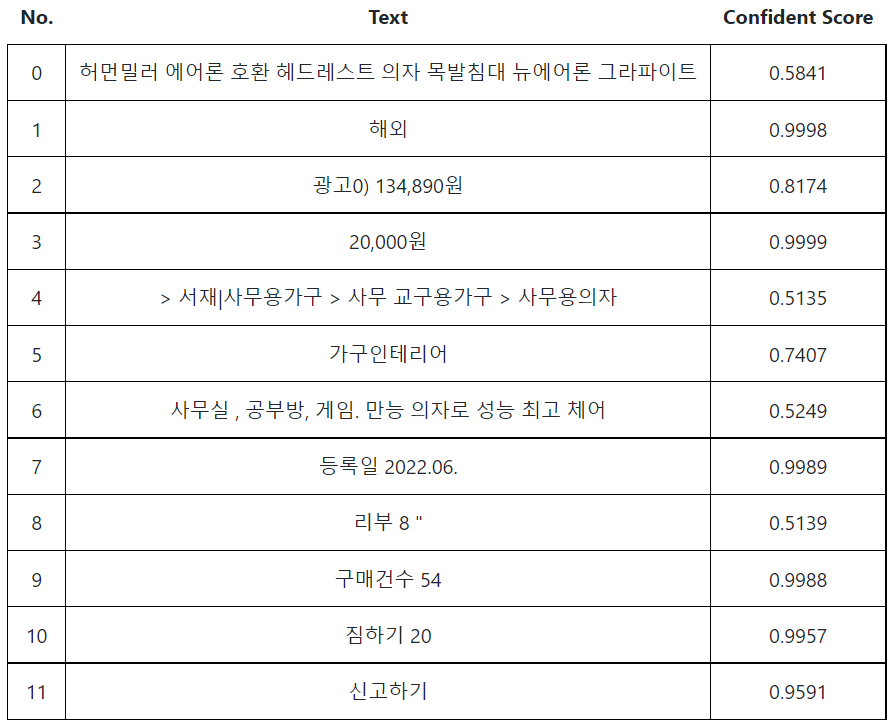 No. Text Confident Score
0 허먼밀러 에어론 호환 헤드레스트 의자 목발침대 뉴에어론 그라파이트 0.5841
1 해외 0.9998
2 광고0) 134,890원 0.8174
3 20,000원 0.9999
4 > 서재|사무용가구 > 사무 교구용가구 > 사무용의자 0.5135
5 가구인테리어 0.7407
6 사무실 , 공부방, 게임. 만능 의자로 성능 최고 체어 0.5249
7 등록일 2022.06. 0.9989
8 리부 8 " 0.5139
9 구매건수 54 0.9988
10 짐하기 20 0.9957
11 신고하기 0.9591